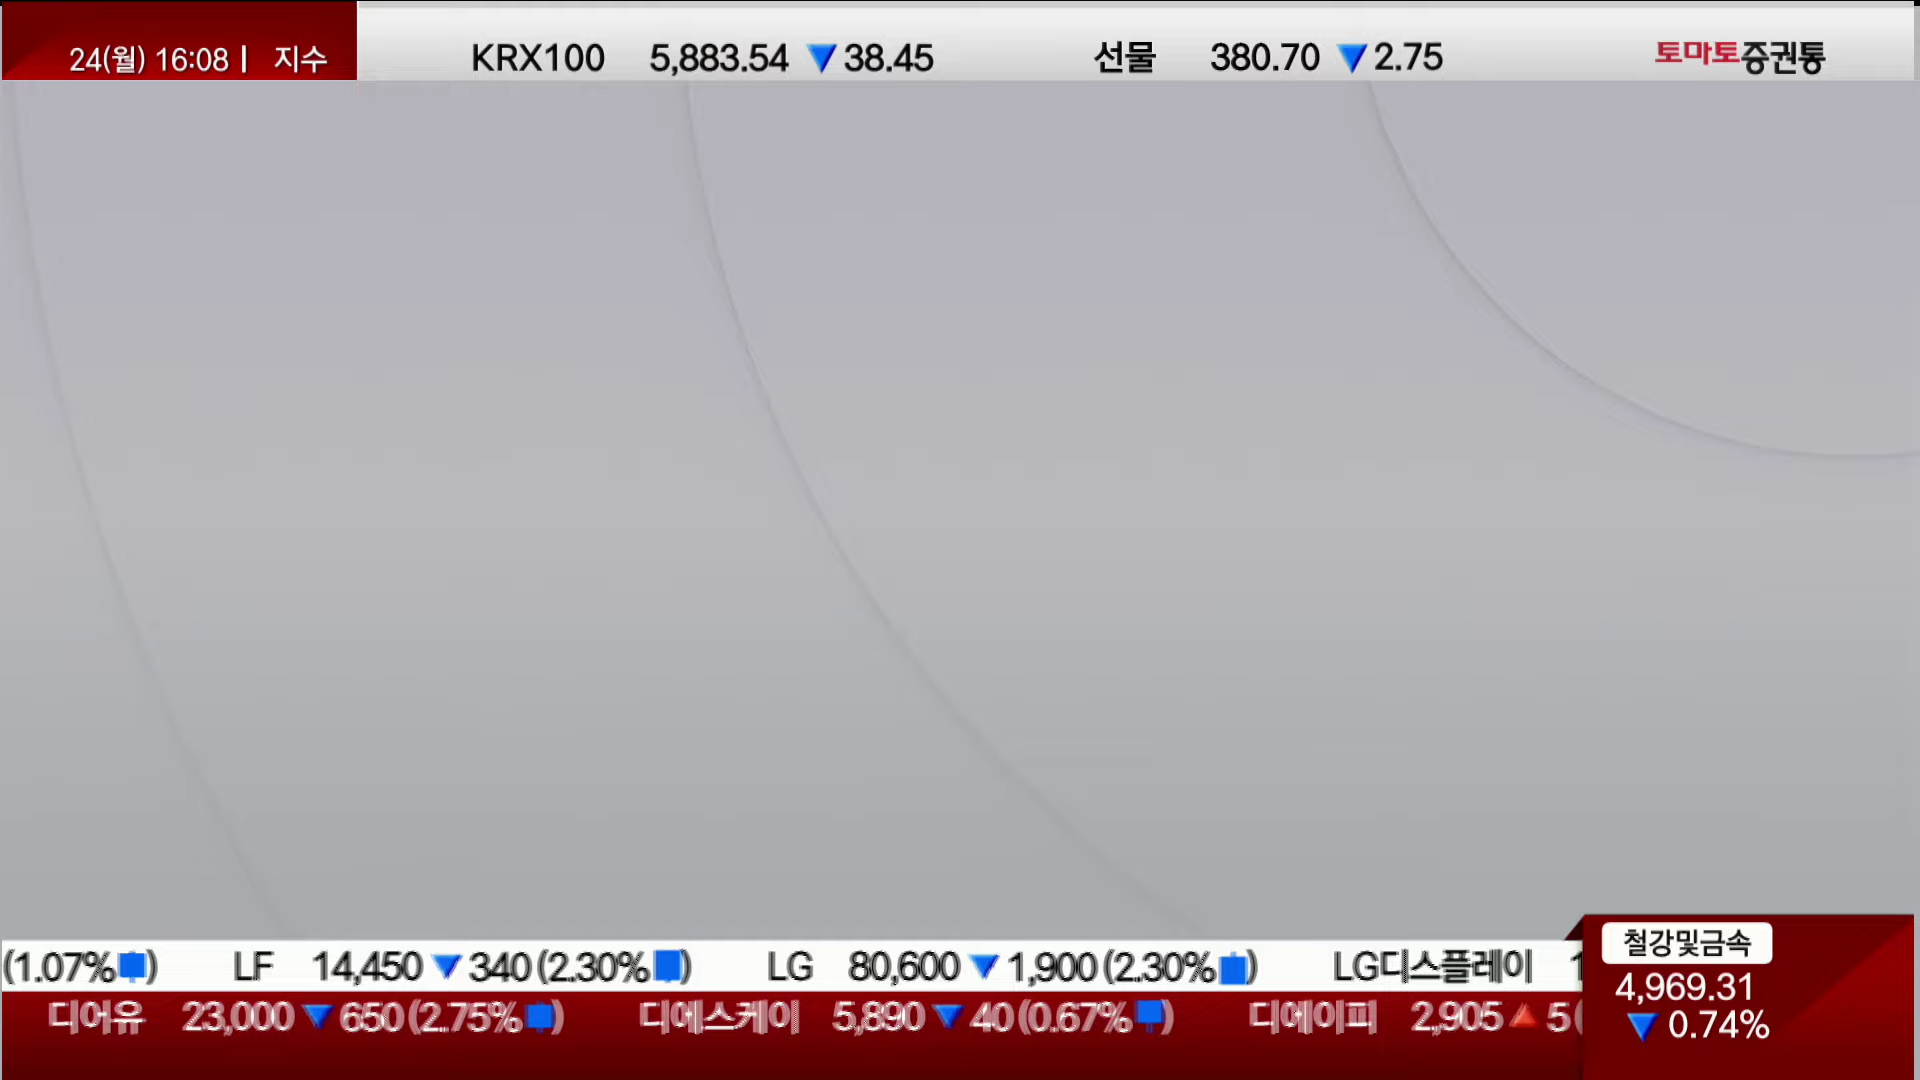 24(월) 16:08 | 지수 KRX100 5,883.54 ▼ 38.45 선물 380.70 ▼ 2.75 토마토증권통
(1.07%) LF 14,450 ▼ 340 (2.30%) LG 80,600 ▼ 1,900 (2.30%) LG디스플레이
디어유 23,000 ▼ 650 (2.75%) 디에스케이 5,890 ▼ 40 (0.67%) 디에이피 2,905 ▲ 5 (
철강및금속
4,969.31
▼ 0.74%